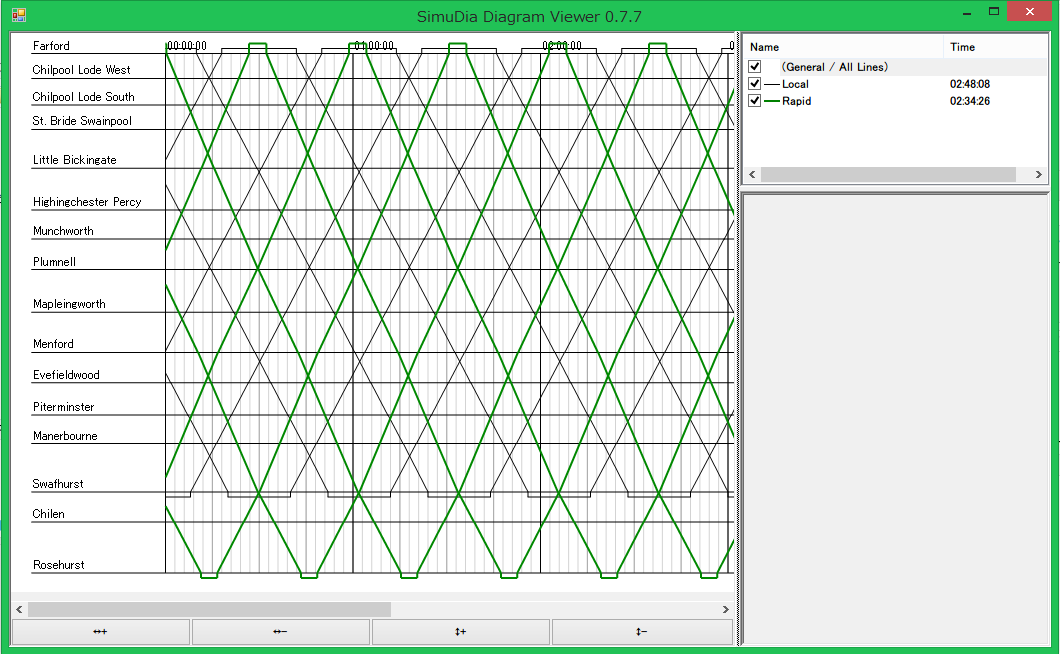 SimuDia Diagram Viewer 0.7.7
Farford
00:00:00
01:00:00
02:00:00
0
Chilpool Lode West
Chilpool Lode South
St. Bride Swainpool
Little Bickingate
Highingchester Percy
Munchworth
Plumnell
Mapleingworth
Menford
Evefieldwood
Piterminster
Manerbourne
Swafhurst
Chilen
Rosehurst
Name Time
(General / All Lines)
Local 02:48:08
Rapid 02:34:26
↔+
↔−
↕+
↕−